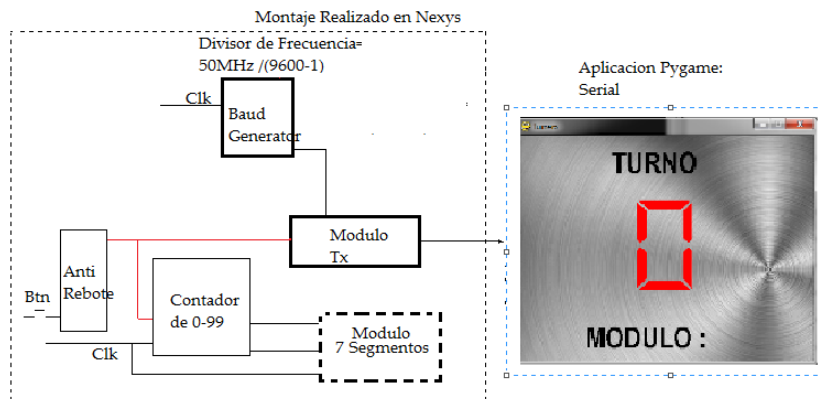 Montaje Realizado en Nexys
Divisor de Frecuencia=
50MHz /(9600-1)
Clk
Baud
Generator
Modulo
Tx
Anti
Rebote
Btn
Contador
de 0-99
Clk
Modulo
7 Segmentos
Aplicacion Pygame:
Serial
Turnero
TURNO
0
MODULO: